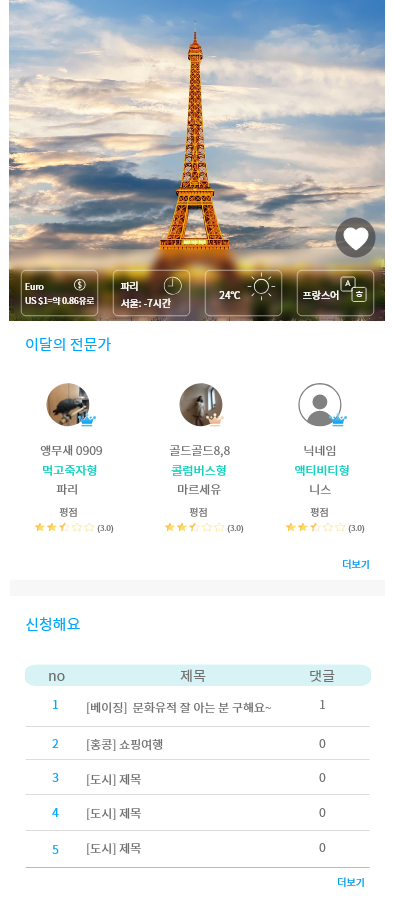 Euro
US $1=약 0.86유로
파리
서울: -7시간
24℃
프랑스어
A
ㅎ
이달의 전문가
앵무새 0909
골드골드8,8
닉네임
먹고죽자형
콜럼버스형
액티비티형
파리
마르세유
니스
평점
평점
평점
(3.0)
(3.0)
(3.0)
더보기
신청해요
no 제목 댓글
1 [베이징] 문화유적 잘 아는 분 구해요~ 1
2 [홍콩] 쇼핑여행 0
3 [도시] 제목 0
4 [도시] 제목 0
5 [도시] 제목 0
더보기